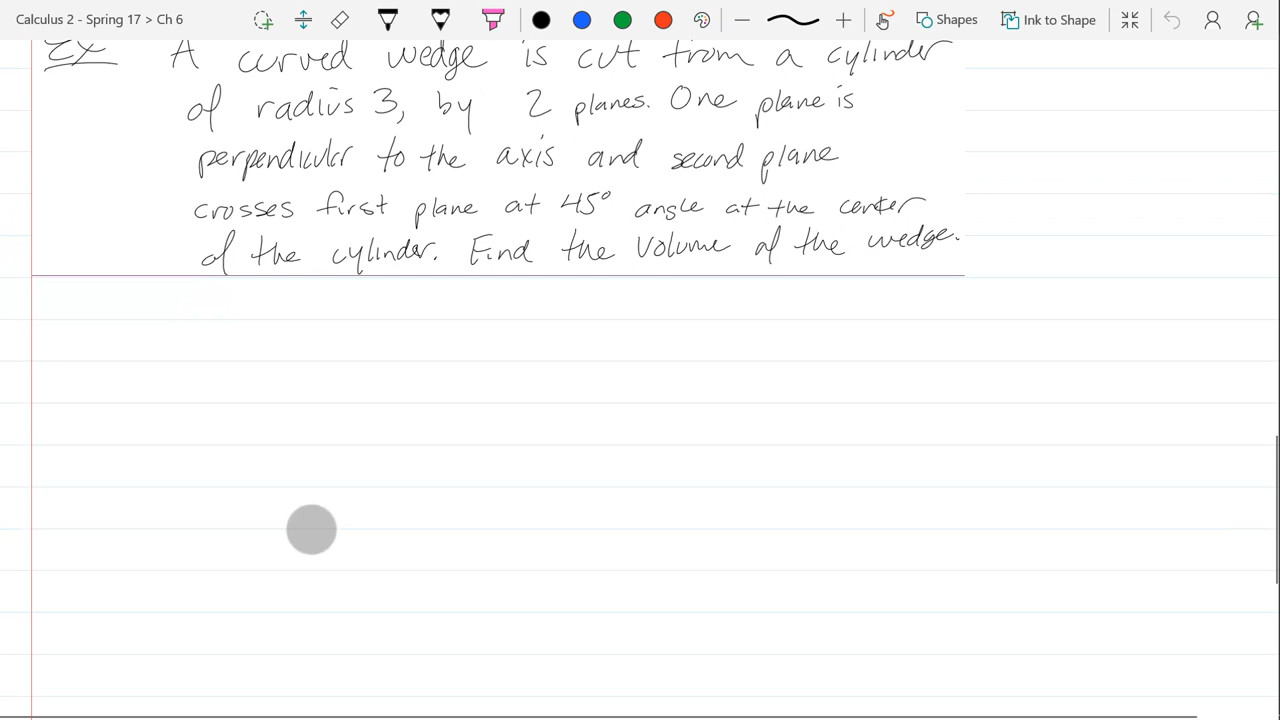 Calculus 2 - Spring 17 > Ch 6
Shapes
Ink to Shape
Ex A curved wedge is cut from a cylinder
of radius 3, by 2 planes. One plane is
perpendicular to the axis and second plane
crosses first plane at 45° angle at the center
of the cylinder. Find the volume of the wedge.